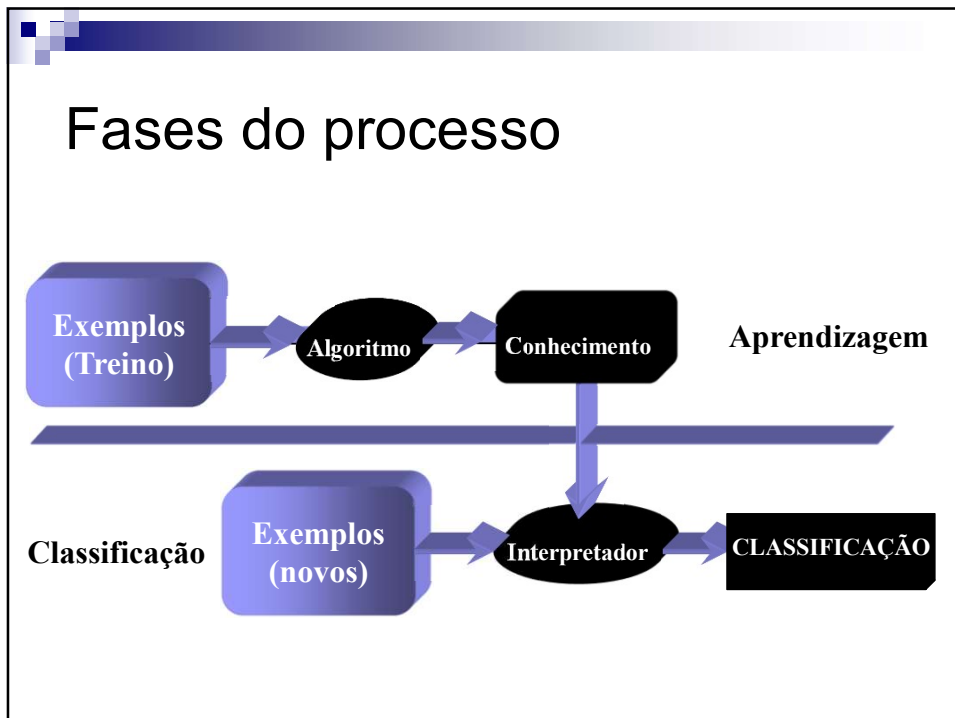 Fases do processo
Exemplos
(Treino)
Algoritmo
Conhecimento
Aprendizagem
Classificação
Exemplos
(novos)
Interpretador
CLASSIFICAÇÃO